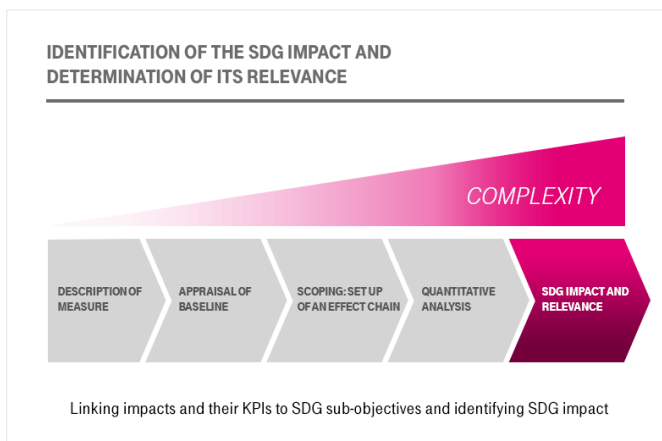 IDENTIFICATION OF THE SDG IMPACT AND
DETERMINATION OF ITS RELEVANCE
COMPLEXITY
DESCRIPTION OF
MEASURE
APPRAISAL OF
BASELINE
SCOPING: SET UP
OF AN EFFECT CHAIN
QUANTITATIVE
ANALYSIS
SDG IMPACT AND
RELEVANCE
Linking impacts and their KPIs to SDG sub-objectives and identifying SDG impact